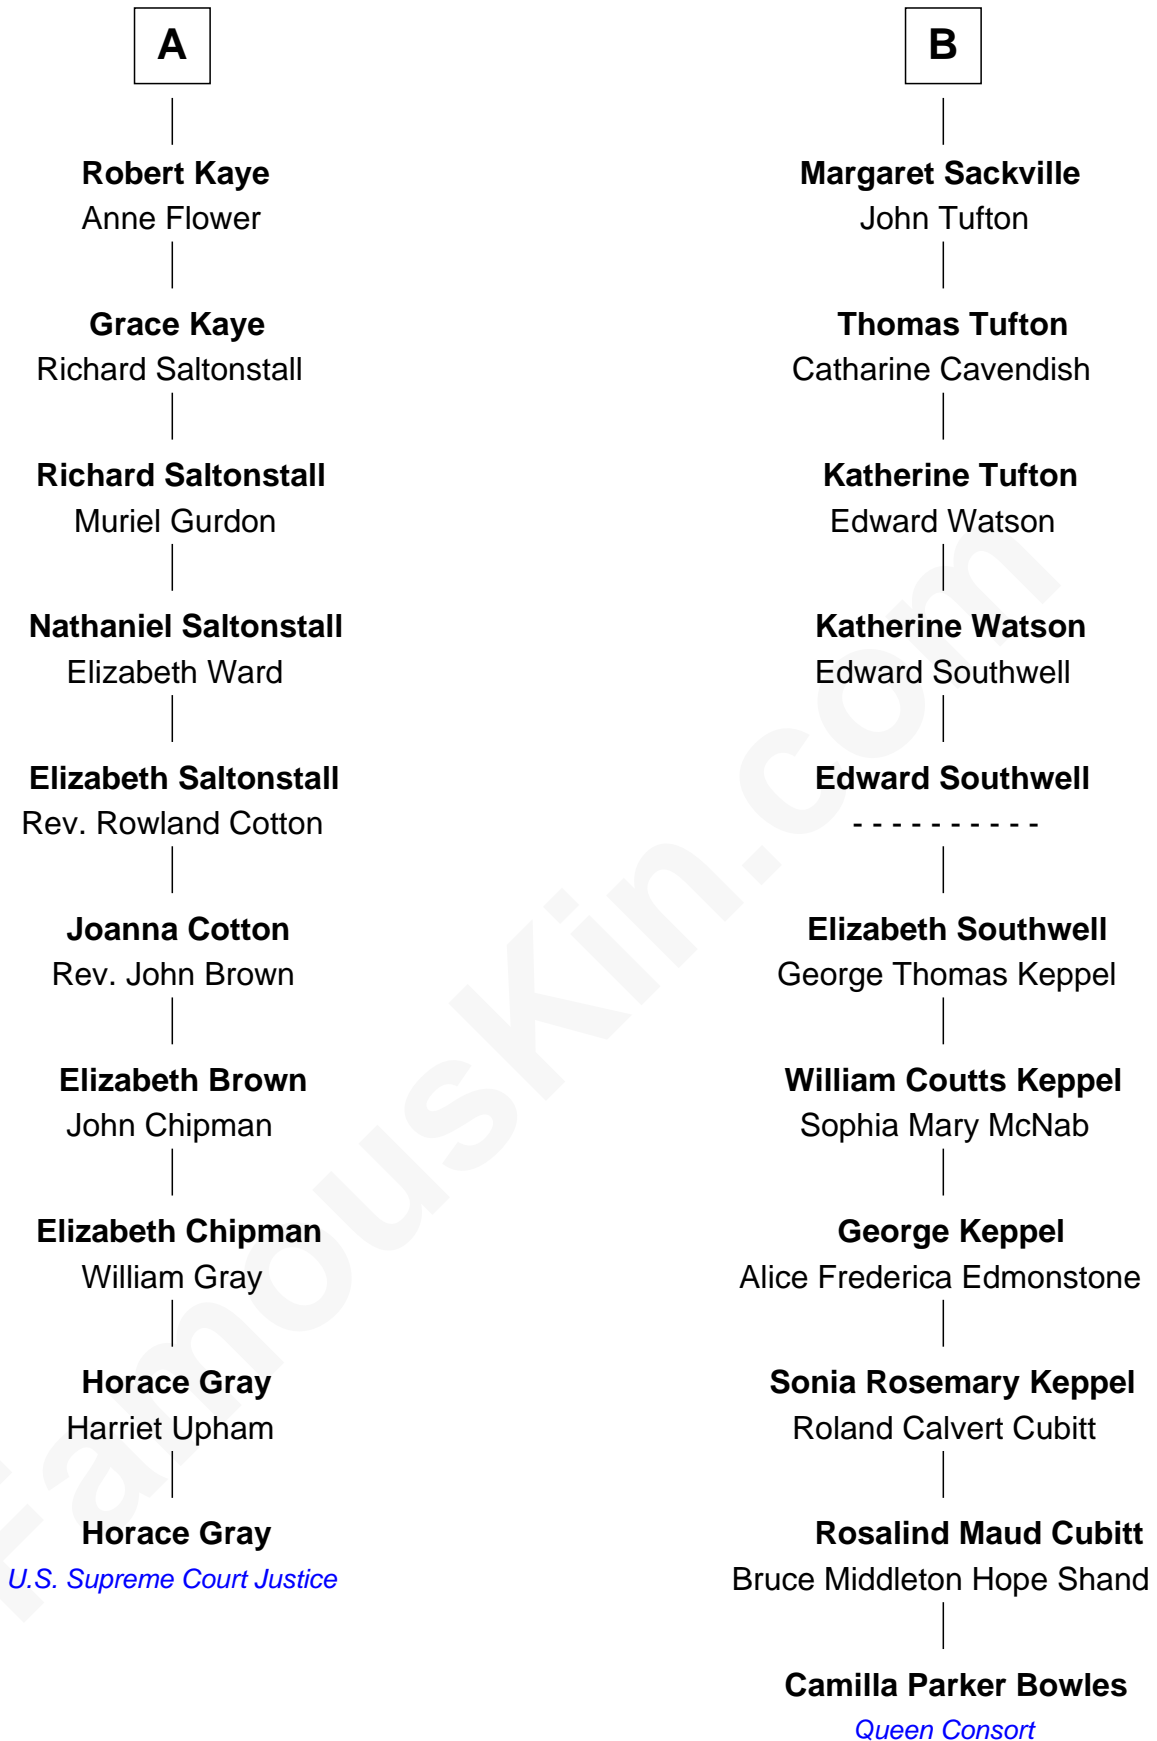 A
Robert Kaye
Anne Flower
Grace Kaye
Richard Saltonstall
Richard Saltonstall
Muriel Gurdon
Nathaniel Saltonstall
Elizabeth Ward
Elizabeth Saltonstall
Rev. Rowland Cotton
Joanna Cotton
Rev. John Brown
Elizabeth Brown
John Chipman
Elizabeth Chipman
William Gray
Horace Gray
Harriet Upham
Horace Gray
U.S. Supreme Court Justice
B
Margaret Sackville
John Tufton
Thomas Tufton
Catharine Cavendish
Katherine Tufton
Edward Watson
Katherine Watson
Edward Southwell
Edward Southwell
- - - - - - - - - -
Elizabeth Southwell
George Thomas Keppel
William Coutts Keppel
Sophia Mary McNab
George Keppel
Alice Frederica Edmonstone
Sonia Rosemary Keppel
Roland Calvert Cubitt
Rosalind Maud Cubitt
Bruce Middleton Hope Shand
Camilla Parker Bowles
Queen Consort
FamousKin.com